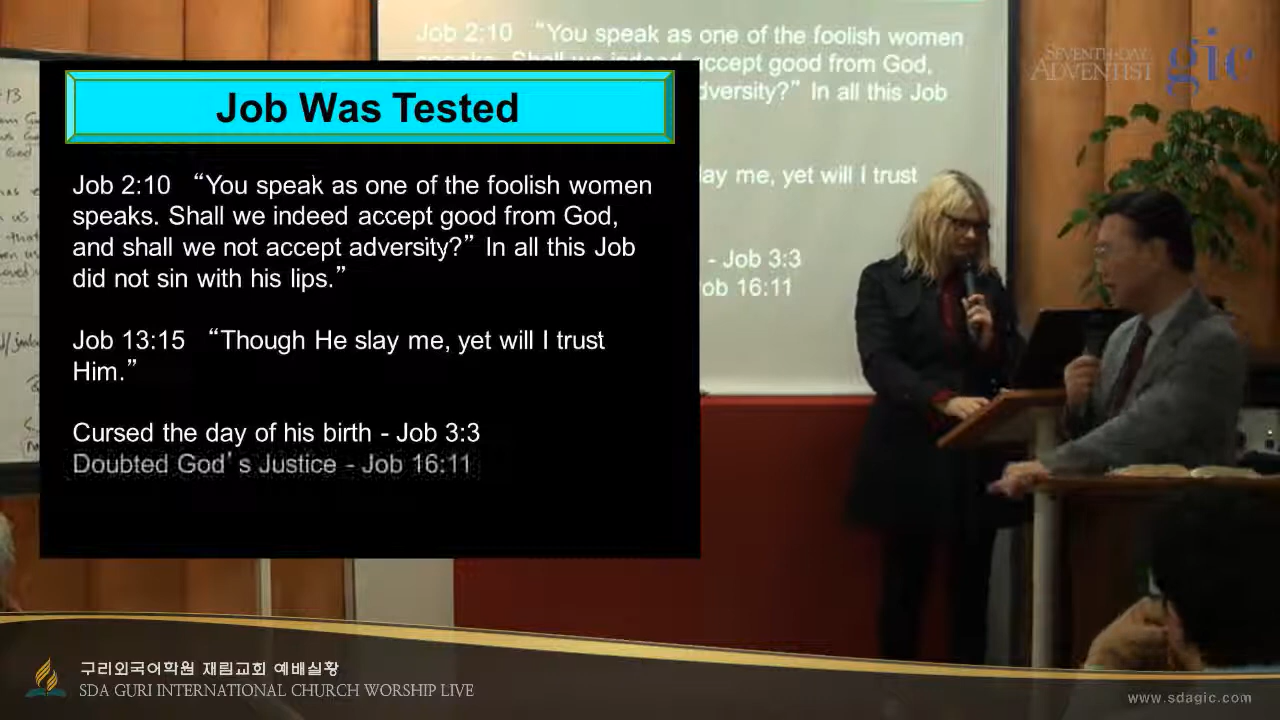 Job 2:10 “You speak as one of the foolish women
accept good from God,
dversity?” In all this Job
lay me, yet will I trust
- Job 3:3
ob 16:11
SEVENTH-DAY
ADVENTIST
gic
Job Was Tested
Job 2:10 “You speak as one of the foolish women
speaks. Shall we indeed accept good from God,
and shall we not accept adversity?” In all this Job
did not sin with his lips.”
Job 13:15 “Though He slay me, yet will I trust
Him.”
Cursed the day of his birth - Job 3:3
Doubted God’s Justice - Job 16:11
구리외국어학원 재림교회 예배실황
SDA GURI INTERNATIONAL CHURCH WORSHIP LIVE
www.sdagic.com